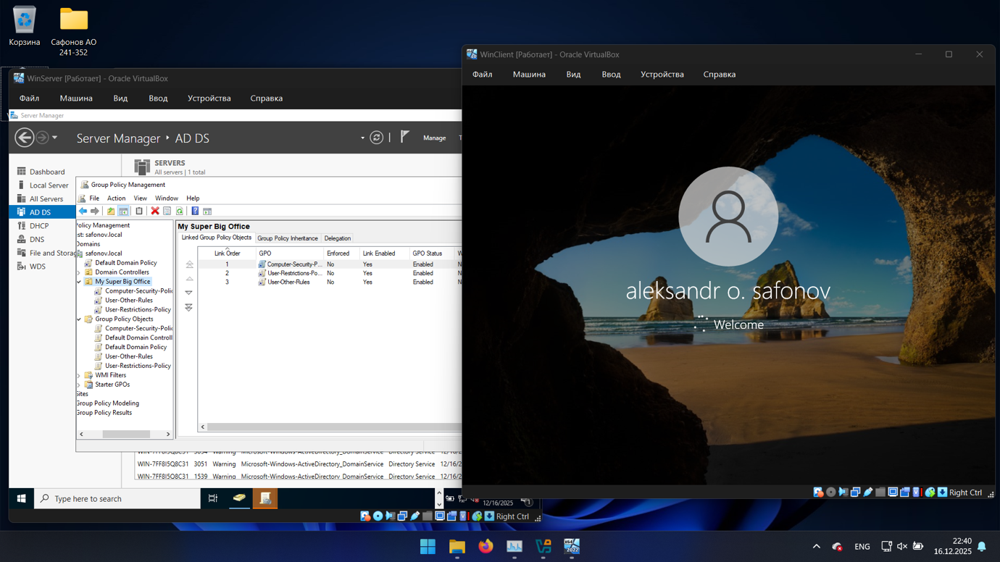 Корзина
Сафонов АО
241-352
WinServer [Работает] - Oracle VirtualBox
Файл Машина Вид Ввод Устройства Справка
Server Manager
Server Manager AD DS
Manage
Dashboard
Local Server
All Servers
AD DS
DHCP
DNS
File and Storag
WDS
SERVERS
All servers | 1 total
Group Policy Management
File Action View Window Help
Policy Management
est: safonov.local
Domains
safonov.local
Default Domain Policy
Domain Controllers
My Super Big Office
Computer-Security-Polic
User-Other-Rules
User-Restrictions-Policy
Group Policy Objects
Computer-Security-Polic
Default Domain Controll
Default Domain Policy
User-Other-Rules
User-Restrictions-Policy
WMI Filters
Starter GPOs
Sites
Group Policy Modeling
Group Policy Results
My Super Big Office
Linked Group Policy Objects Group Policy Inheritance Delegation
Link Order GPO Enforced Link Enabled GPO Status W
1 Computer-Security-P... No Yes Enabled N
2 User-Restrictions-Po... No Yes Enabled N
3 User-Other-Rules No Yes Enabled N
WIN-7FF8I5Q8C31 3054 Warning Microsoft-Windows-ActiveDirectory_DomainService Directory Service 12/16/2
WIN-7FF8I5Q8C31 3051 Warning Microsoft-Windows-ActiveDirectory_DomainService Directory Service 12/16/2
WIN-7FF8I5Q8C31 1539 Warning Microsoft-Windows-ActiveDirectory_DomainService Directory Service 12/16/2
Type here to search
12/16/2025
Right Ctrl
WinClient [Работает] - Oracle VirtualBox
Файл Машина Вид Ввод Устройства Справка
aleksandr o. safonov
Welcome
Right Ctrl
ENG
22:40
16.12.2025